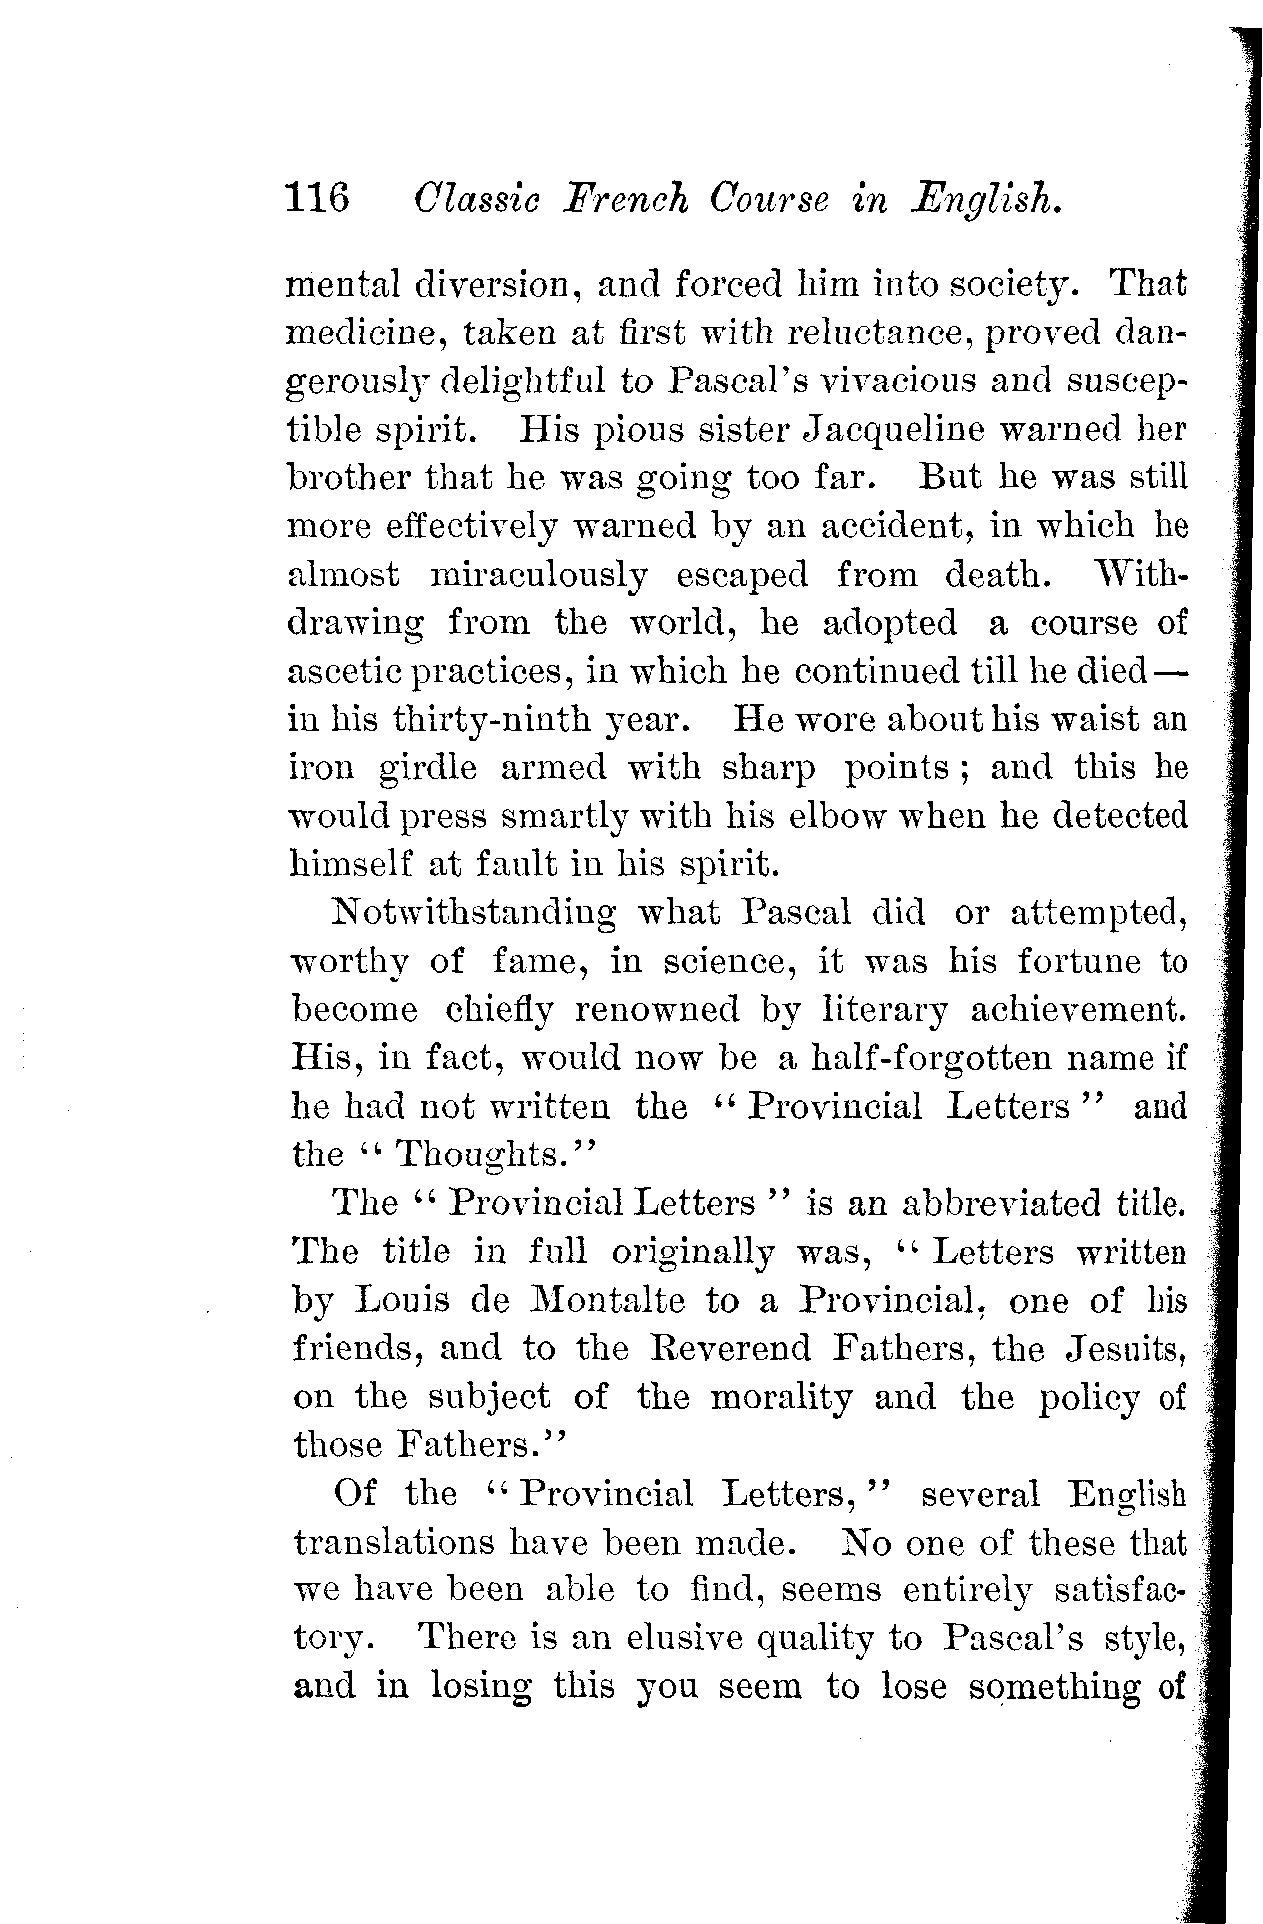 116 Classic French Course in English.
mental diversion, and forced him into society. That
medicine, taken at first with reluctance, proved dan-
gerously delightful to Pascal's vivacious and suscep-
tible spirit. His pious sister Jacqueline warned her
brother that he was going too far. But he was still
more effectively warned by an accident, in which he
almost miraculously escaped from death. With-
drawing from the world, he adopted a course of
ascetic practices, in which he continued till he died—
in his thirty-ninth year. He wore about his waist an
iron girdle armed with sharp points; and this he
would press smartly with his elbow when he detected
himself at fault in his spirit.
Notwithstanding what Pascal did or attempted,
worthy of fame, in science, it was his fortune to
become chiefly renowned by literary achievement.
His, in fact, would now be a half-forgotten name if
he had not written the "Provincial Letters" and
the "Thoughts."
The "Provincial Letters" is an abbreviated title.
The title in full originally was, "Letters written
by Louis de Montalte to a Provincial, one of his
friends, and to the Reverend Fathers, the Jesuits,
on the subject of the morality and the policy of
those Fathers."
Of the "Provincial Letters," several English
translations have been made. No one of these that
we have been able to find, seems entirely satisfac-
tory. There is an elusive quality to Pascal's style,
and in losing this you seem to lose something of